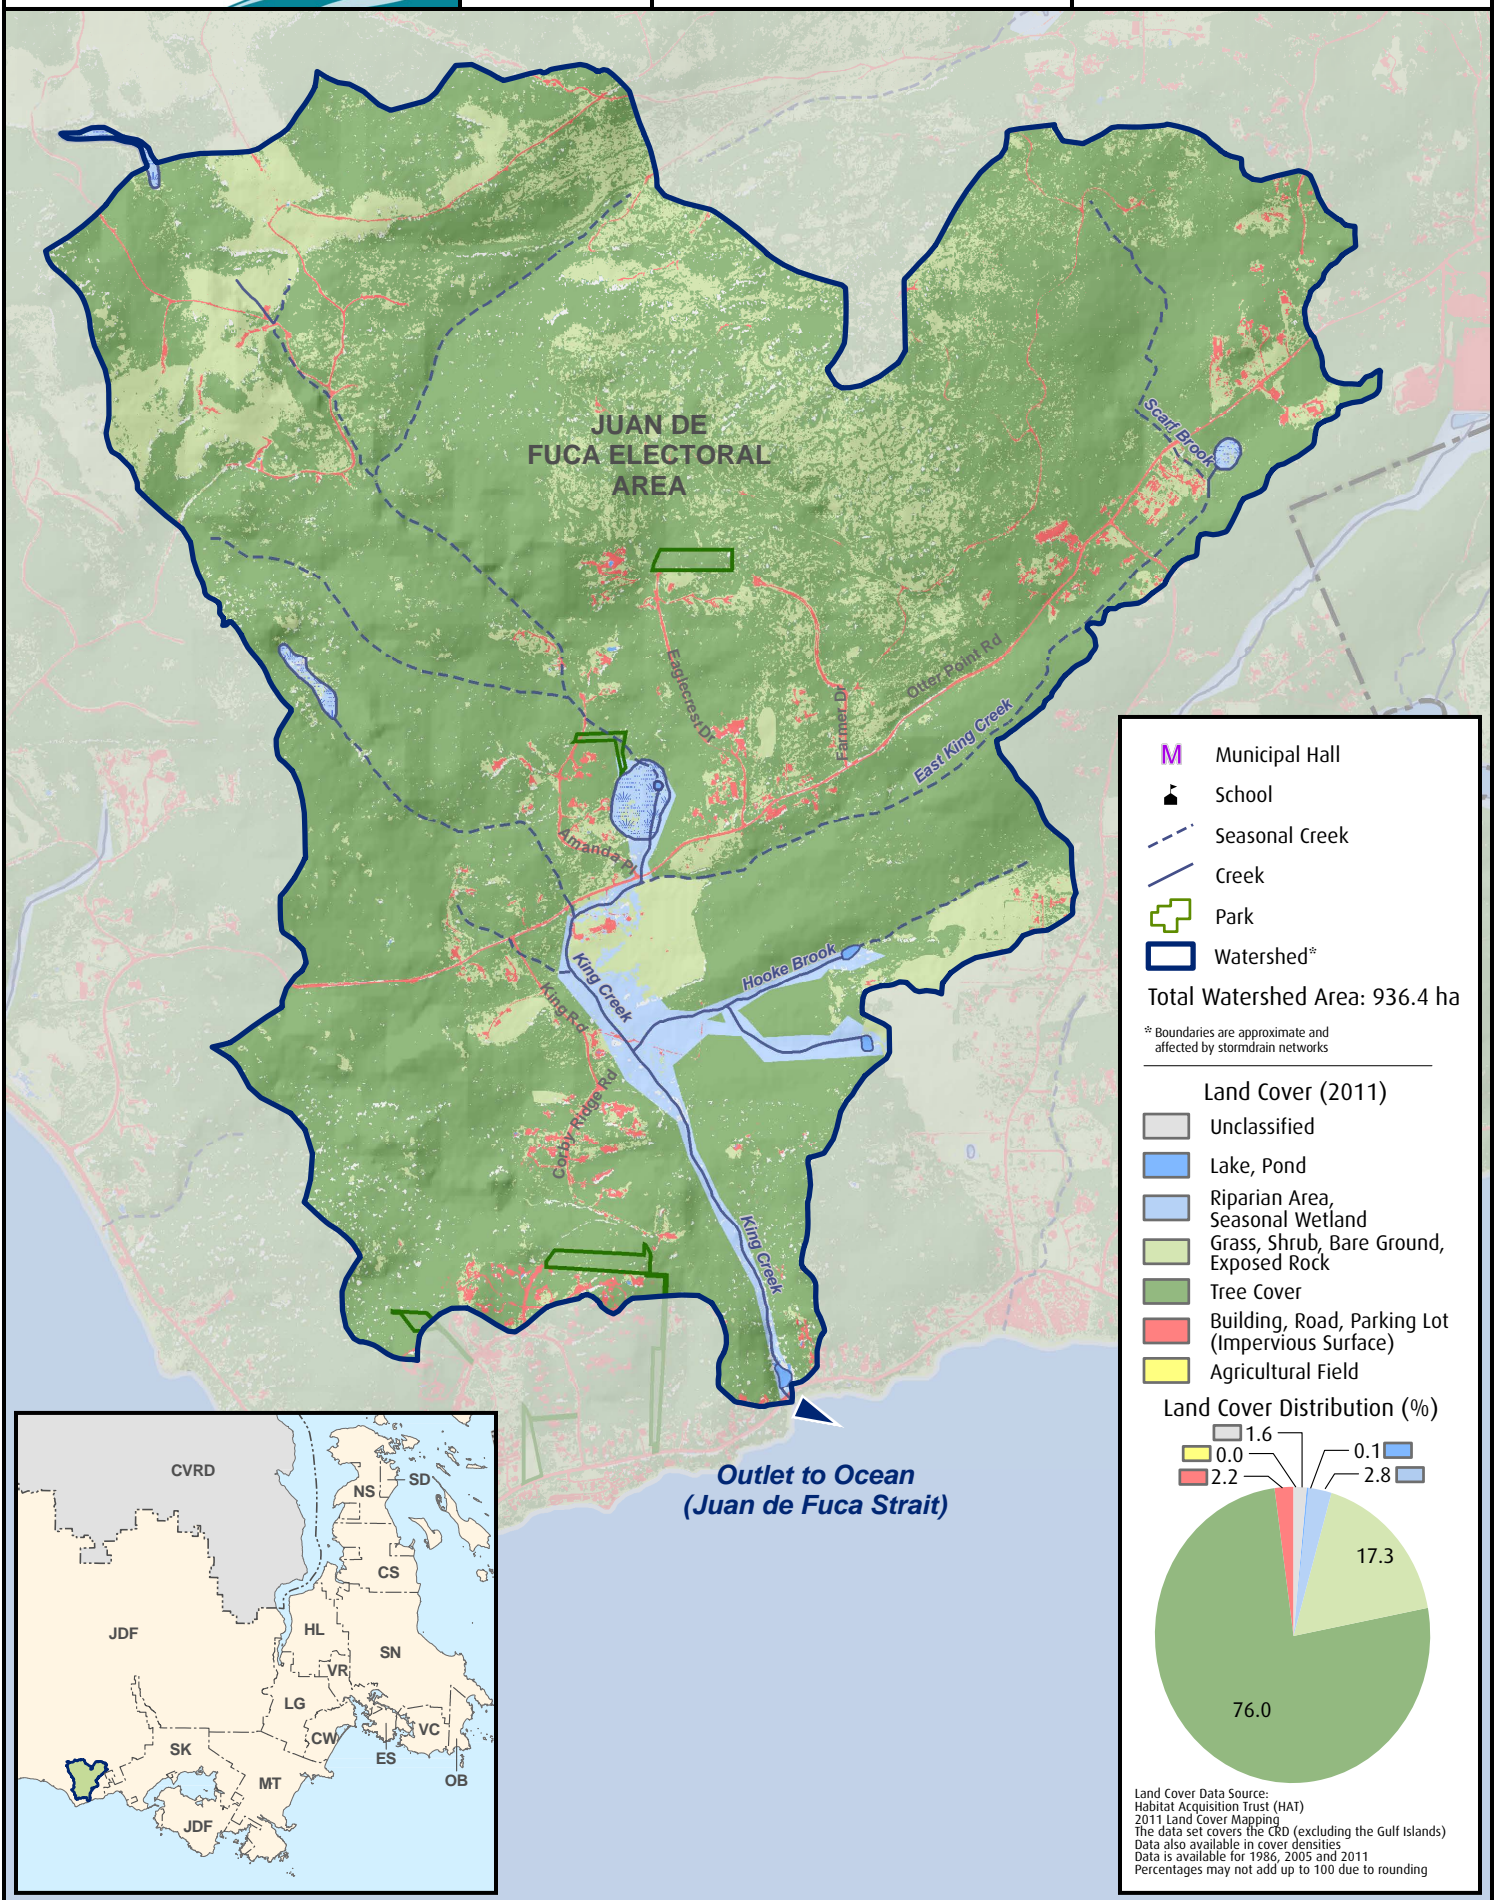 JUAN DE
FUCA ELECTORAL
AREA
Scarf Brook
Eaglecrest Dr
Farmer Dr
Otter Point Rd
East King Creek
Amanda Pl
King Creek
Hooke Brook
King Rd
Corby Ridge Rd
King Creek
Outlet to Ocean
(Juan de Fuca Strait)
M Municipal Hall
School
Seasonal Creek
Creek
Park
Watershed*
Total Watershed Area: 936.4 ha
* Boundaries are approximate and
affected by stormdrain networks
Land Cover (2011)
Unclassified
Lake, Pond
Riparian Area,
Seasonal Wetland
Grass, Shrub, Bare Ground,
Exposed Rock
Tree Cover
Building, Road, Parking Lot
(Impervious Surface)
Agricultural Field
Land Cover Distribution (%)
1.6
0.0
2.2
0.1
2.8
17.3
76.0
Land Cover Data Source:
Habitat Acquisition Trust (HAT)
2011 Land Cover Mapping
The data set covers the CRD (excluding the Gulf Islands)
Data also available in cover densities
Data is available for 1986, 2005 and 2011
Percentages may not add up to 100 due to rounding
CVRD
SD
NS
CS
JDF
HL
SN
VR
LG
CW
VC
SK
ES
OB
MT
JDF